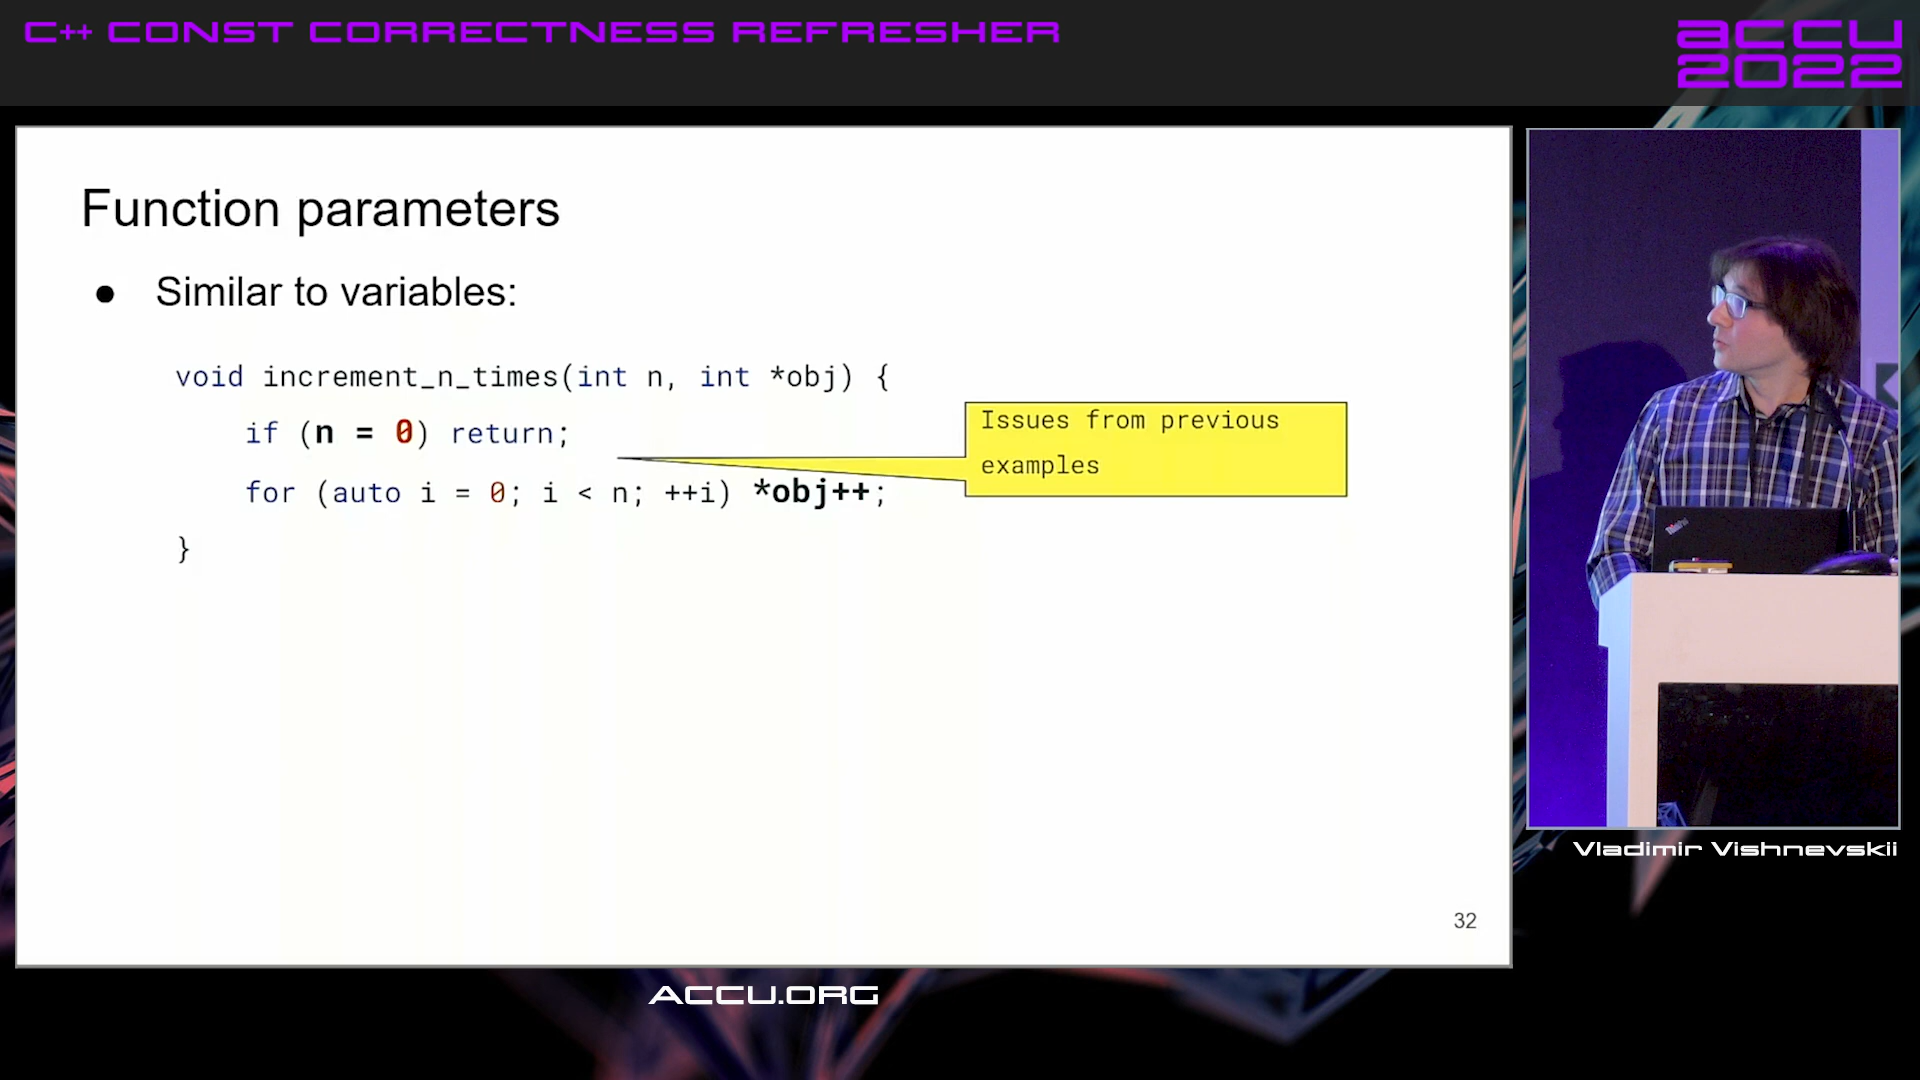 C++ CONST CORRECTNESS REFRESHER
accu
2022
Function parameters
● Similar to variables:
void increment_n_times(int n, int *obj) {
if (n = 0) return;
for (auto i = 0; i < n; ++i) *obj++;
}
Issues from previous
examples
32
ThinkPad
Vladimir Vishnevskii
ACCU.ORG